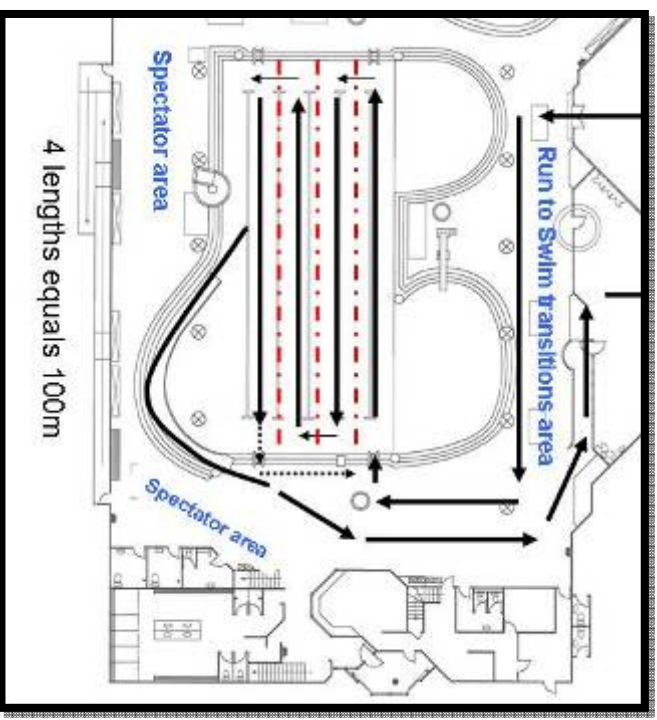 Spectator area
4 lengths equals 100m
Run to Swim transitions area
Spectator area